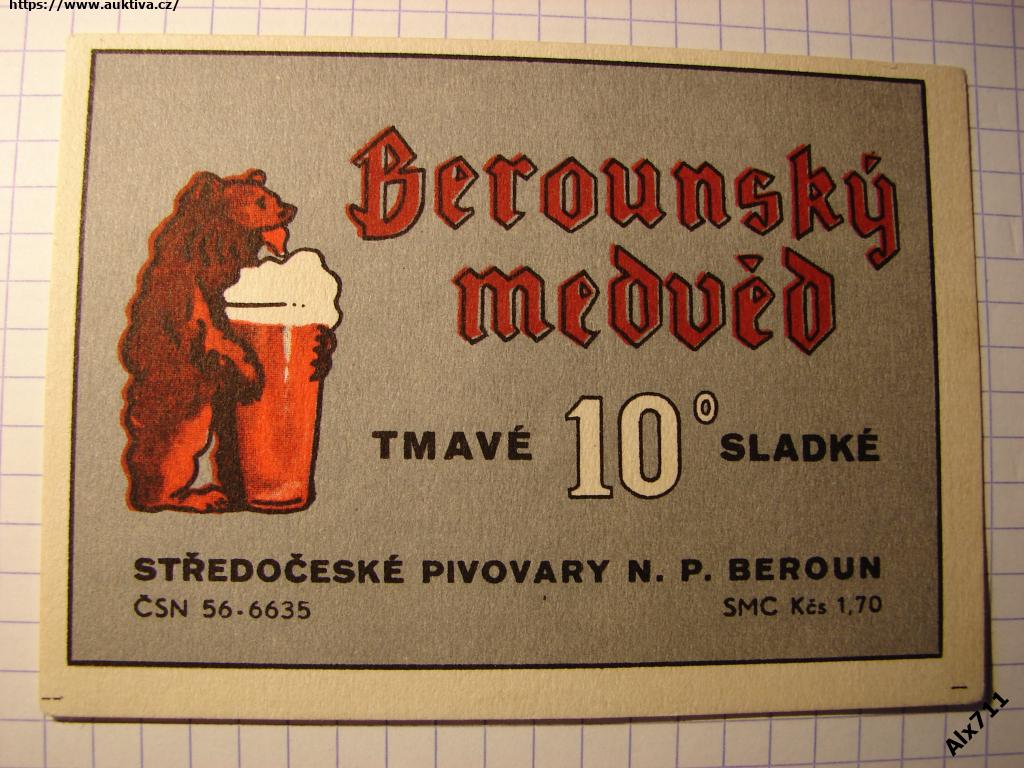 https://www.auktiva.cz/
Berounský
medvěd
TMAVÉ 10° SLADKÉ
STŘEDOČESKÉ PIVOVARY N. P. BEROUN
ČSN 56-6635 SMC Kčs 1,70
Alx711